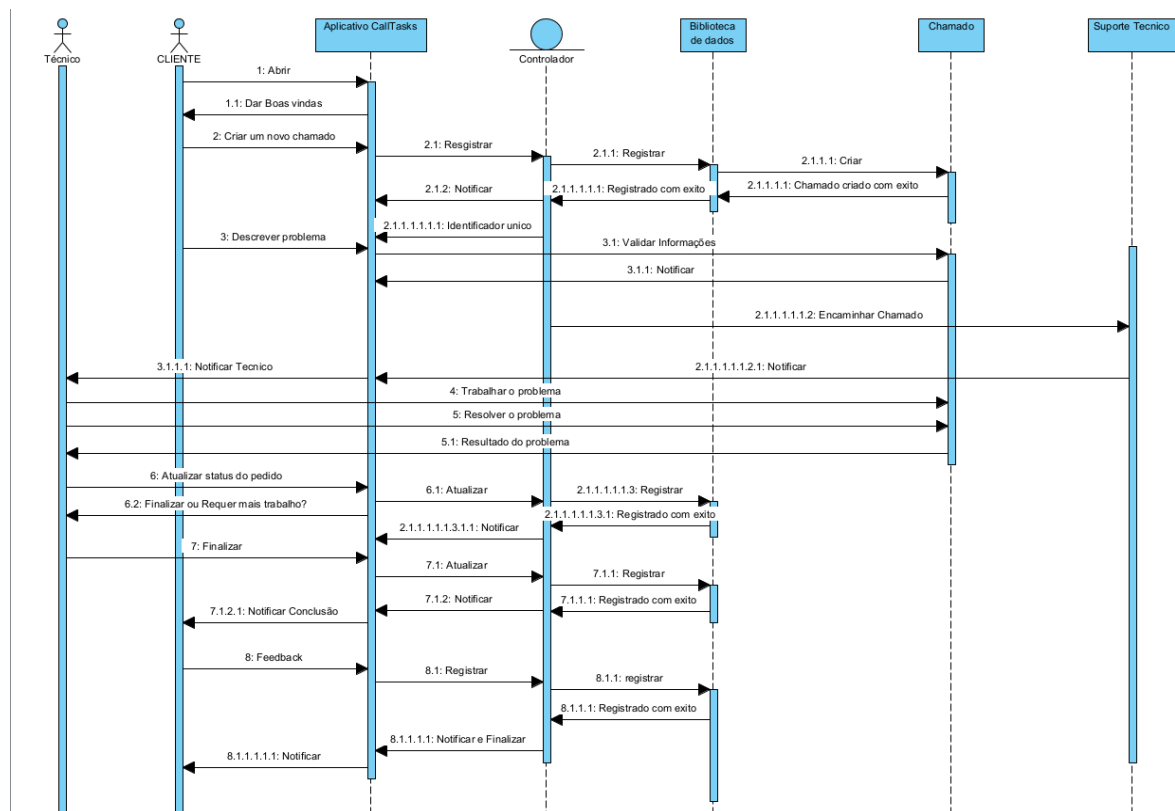 Técnico
CLIENTE
Aplicativo CallTasks
Controlador
Biblioteca
de dados
Chamado
Suporte Tecnico
1: Abrir
1.1: Dar Boas vindas
2: Criar um novo chamado
2.1: Resgistrar
2.1.1: Registrar
2.1.1.1: Criar
2.1.1.1.1: Chamado criado com exito
2.1.1.1.1.1: Registrado com exito
2.1.2: Notificar
2.1.1.1.1.1.1: Identificador unico
3: Descrever problema
3.1: Validar Informações
3.1.1: Notificar
2.1.1.1.1.1.2: Encaminhar Chamado
2.1.1.1.1.1.2.1: Notificar
3.1.1.1: Notificar Tecnico
4: Trabalhar o problema
5: Resolver o problema
5.1: Resultado do problema
6: Atualizar status do pedido
6.1: Atualizar
2.1.1.1.1.1.3: Registrar
6.2: Finalizar ou Requer mais trabalho?
2.1.1.1.1.1.3.1: Registrado com exito
2.1.1.1.1.1.3.1.1: Notificar
7: Finalizar
7.1: Atualizar
7.1.1: Registrar
7.1.1.1: Registrado com exito
7.1.2: Notificar
7.1.2.1: Notificar Conclusão
8: Feedback
8.1: Registrar
8.1.1: registrar
8.1.1.1: Registrado com exito
8.1.1.1.1: Notificar e Finalizar
8.1.1.1.1.1: Notificar